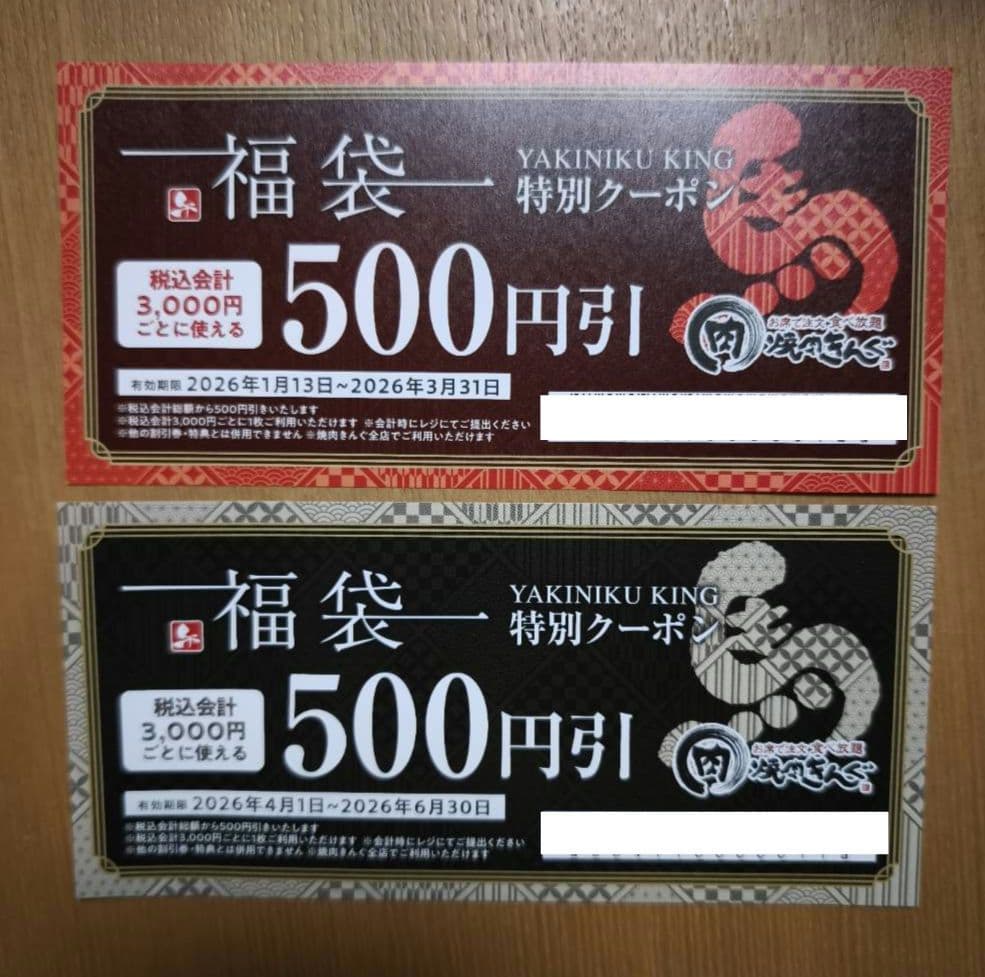 福袋
YAKINIKU KING
特別クーポン
税込会計
3,000円
ごとに使える
500円引
お席で注文・食べ放題
肉 焼肉きんぐ
有効期限 2026年1月13日~2026年3月31日
※税込会計総額から500円引きいたします
※税込会計3,000円ごとに1枚ご利用いただけます ※会計時にレジにてご提出ください
※他の割引券・特典とは併用できません ※焼肉きんぐ全店でご利用いただけます
福袋
YAKINIKU KING
特別クーポン
税込会計
3,000円
ごとに使える
500円引
お席で注文・食べ放題
肉 焼肉きんぐ
有効期限 2026年4月1日~2026年6月30日
※税込会計総額から500円引きいたします
※税込会計3,000円ごとに1枚ご利用いただけます ※会計時にレジにてご提出ください
※他の割引券・特典とは併用できません ※焼肉きんぐ全店でご利用いただけます